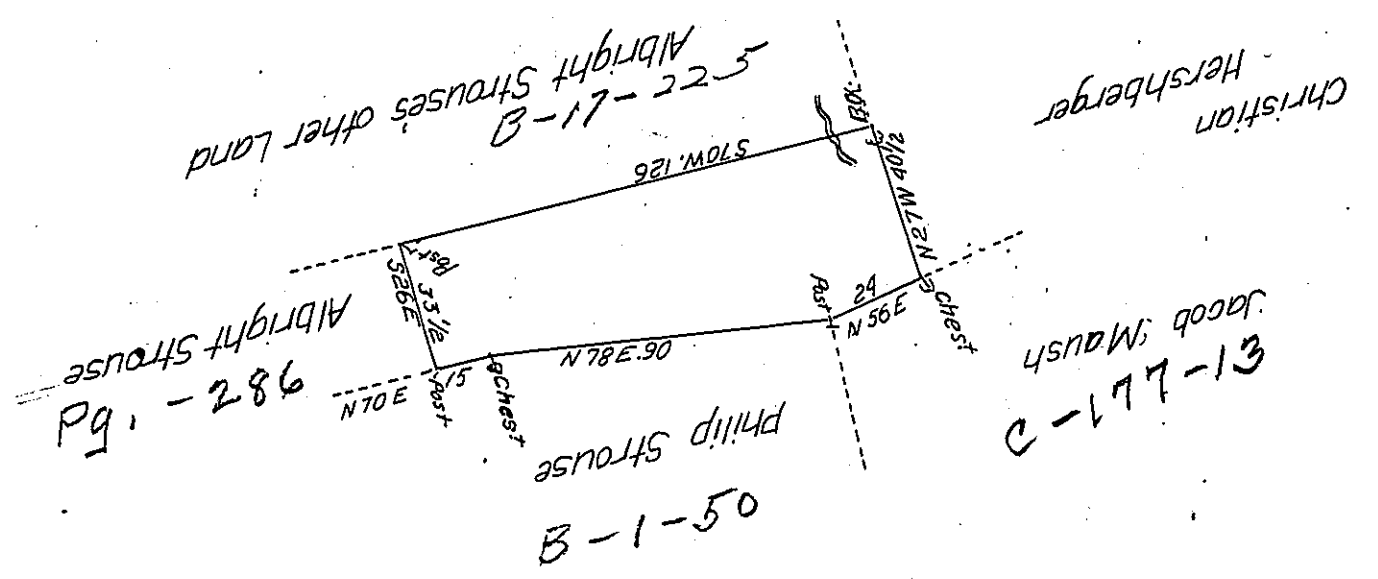 Albright Strouse's other Land
B-17-225
Christian
Hershberger
BO.
S70W.126
N27W 40 1/2
Post
S26E
33 1/2
Post
24
N56E
Chest
Jacob Maush
C-177-13
Albright Strouse
Pg. - 286
N70E
Post
15
Chest
N78E.90
Philip Strouse
B-1-50